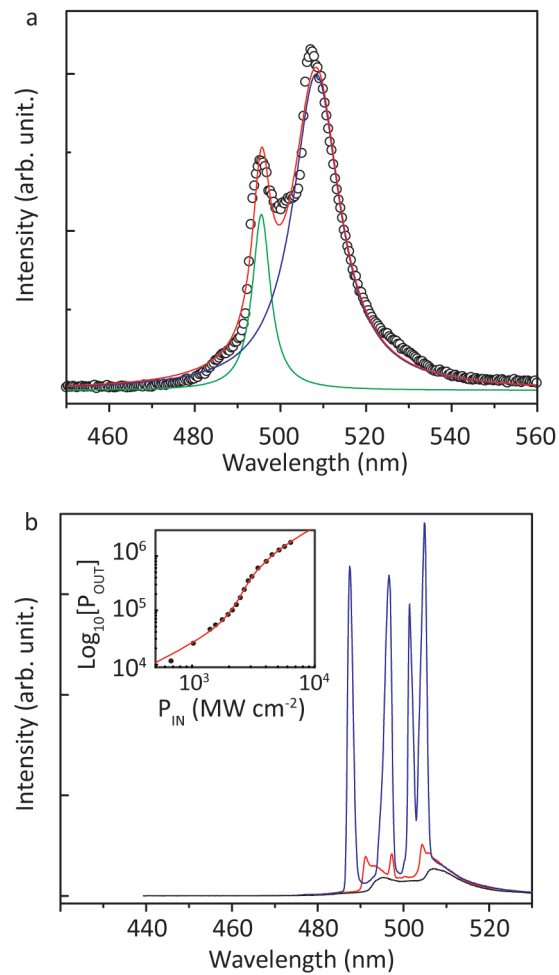 a
Intensity (arb. unit.)
460 480 500 520 540 560
Wavelength (nm)
b
Intensity (arb. unit.)
Log10[POUT]
10^6
10^5
10^4
10^3 10^4
PIN (MW cm-2)
440 460 480 500 520
Wavelength (nm)